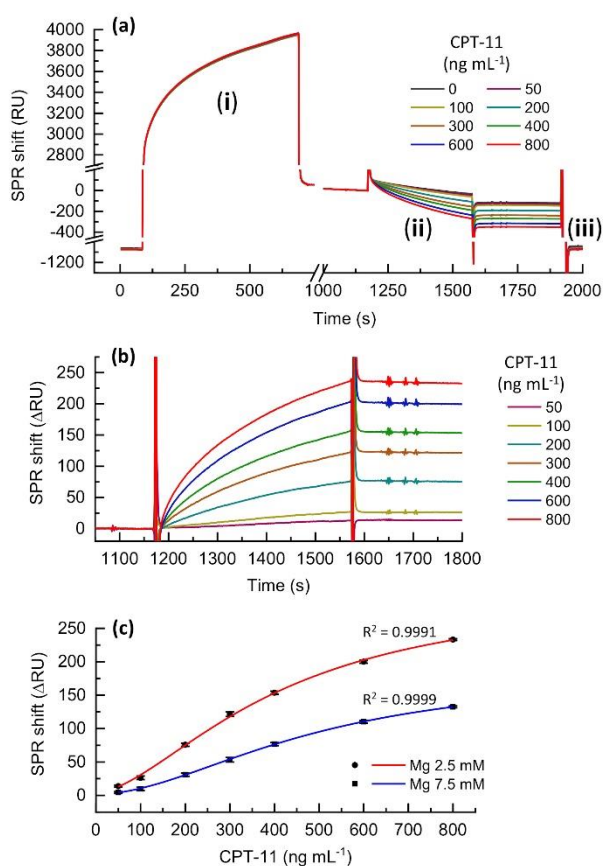 (a)
CPT-11
(ng mL⁻¹)
0 50
100 200
300 400
600 800
(i)
(ii)
(iii)
4000
3800
3600
3400
3200
3000
2800
0
-200
-400
-1200
SPR shift (RU)
0 250 500 1000 1250 1500 1750 2000
Time (s)
(b)
CPT-11
(ng mL⁻¹)
50
100
200
300
400
600
800
250
200
150
100
50
0
SPR shift (ΔRU)
1100 1200 1300 1400 1500 1600 1700 1800
Time (s)
(c)
R² = 0.9991
R² = 0.9999
Mg 2.5 mM
Mg 7.5 mM
250
200
150
100
50
0
SPR shift (ΔRU)
0 100 200 300 400 500 600 700 800
CPT-11 (ng mL⁻¹)